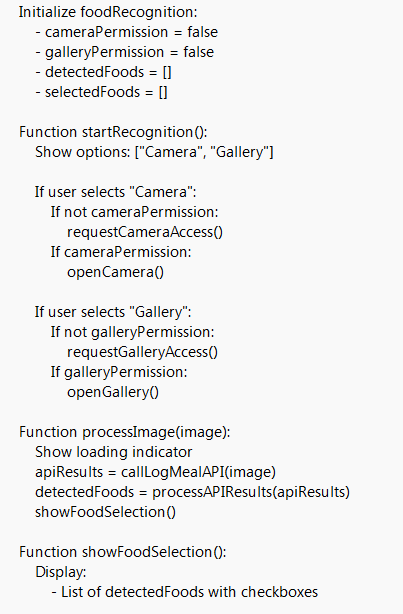 Initialize foodRecognition:
- cameraPermission = false
- galleryPermission = false
- detectedFoods = []
- selectedFoods = []
Function startRecognition():
Show options: ["Camera", "Gallery"]
If user selects "Camera":
If not cameraPermission:
requestCameraAccess()
If cameraPermission:
openCamera()
If user selects "Gallery":
If not galleryPermission:
requestGalleryAccess()
If galleryPermission:
openGallery()
Function processImage(image):
Show loading indicator
apiResults = callLogMealAPI(image)
detectedFoods = processAPIResults(apiResults)
showFoodSelection()
Function showFoodSelection():
Display:
- List of detectedFoods with checkboxes